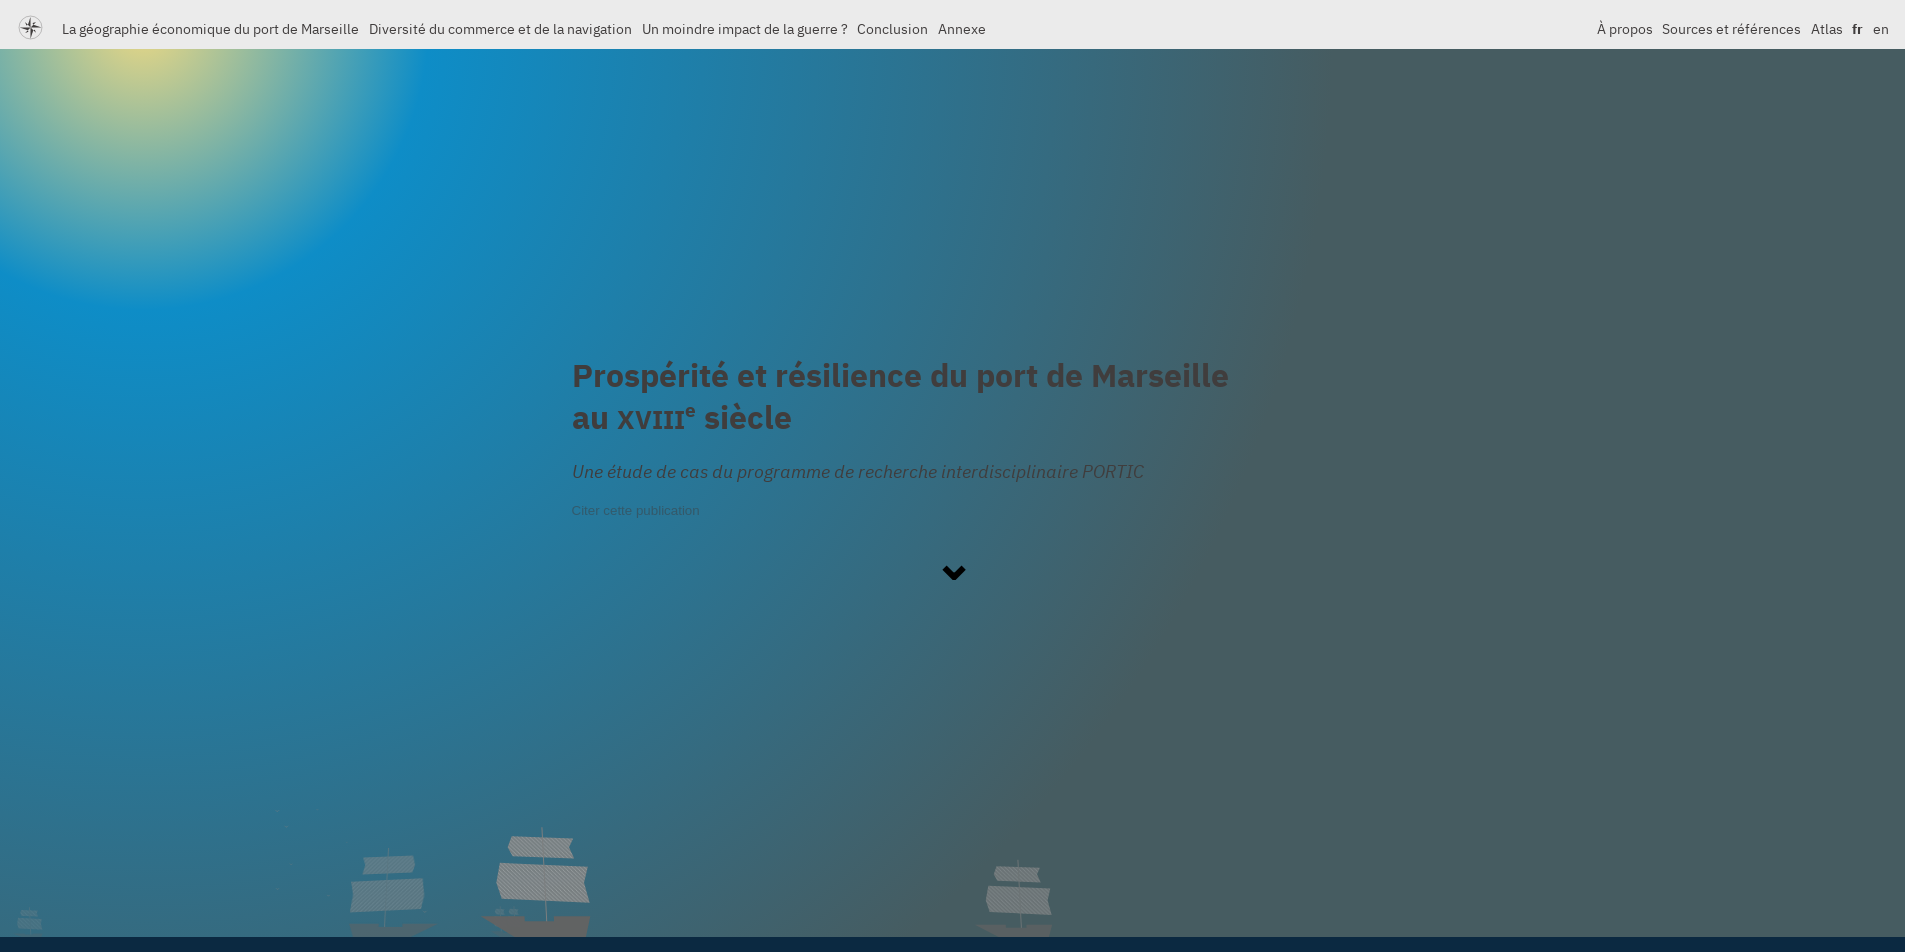 La géographie économique du port de Marseille Diversité du commerce et de la navigation Un moindre impact de la guerre ? Conclusion Annexe À propos Sources et références Atlas fr en
Prospérité et résilience du port de Marseille
au XVIIIe siècle
Une étude de cas du programme de recherche interdisciplinaire PORTIC
Citer cette publication